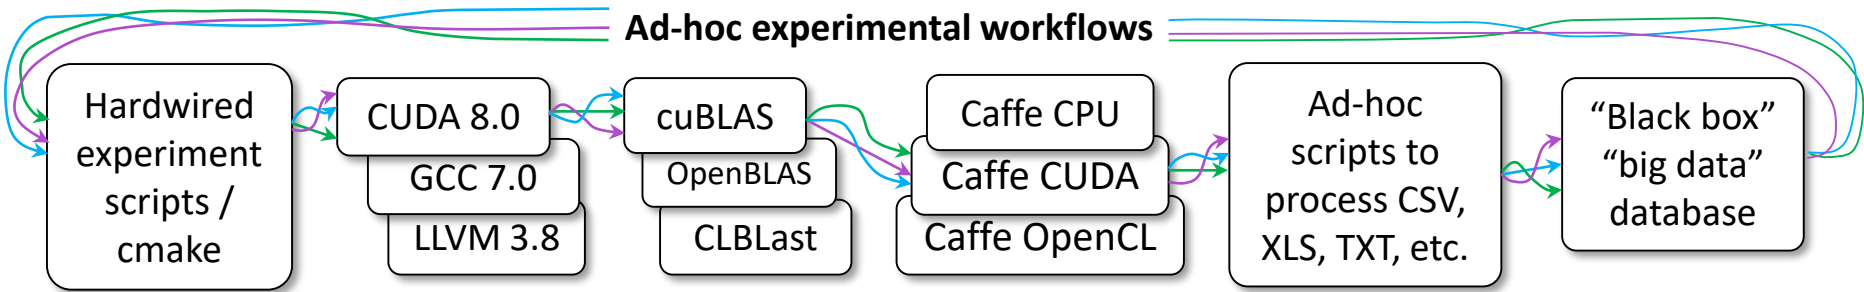 Ad-hoc experimental workflows
Hardwired
experiment
scripts /
cmake
CUDA 8.0
GCC 7.0
LLVM 3.8
cuBLAS
OpenBLAS
CLBLast
Caffe CPU
Caffe CUDA
Caffe OpenCL
Ad-hoc
scripts to
process CSV,
XLS, TXT, etc.
“Black box”
“big data”
database